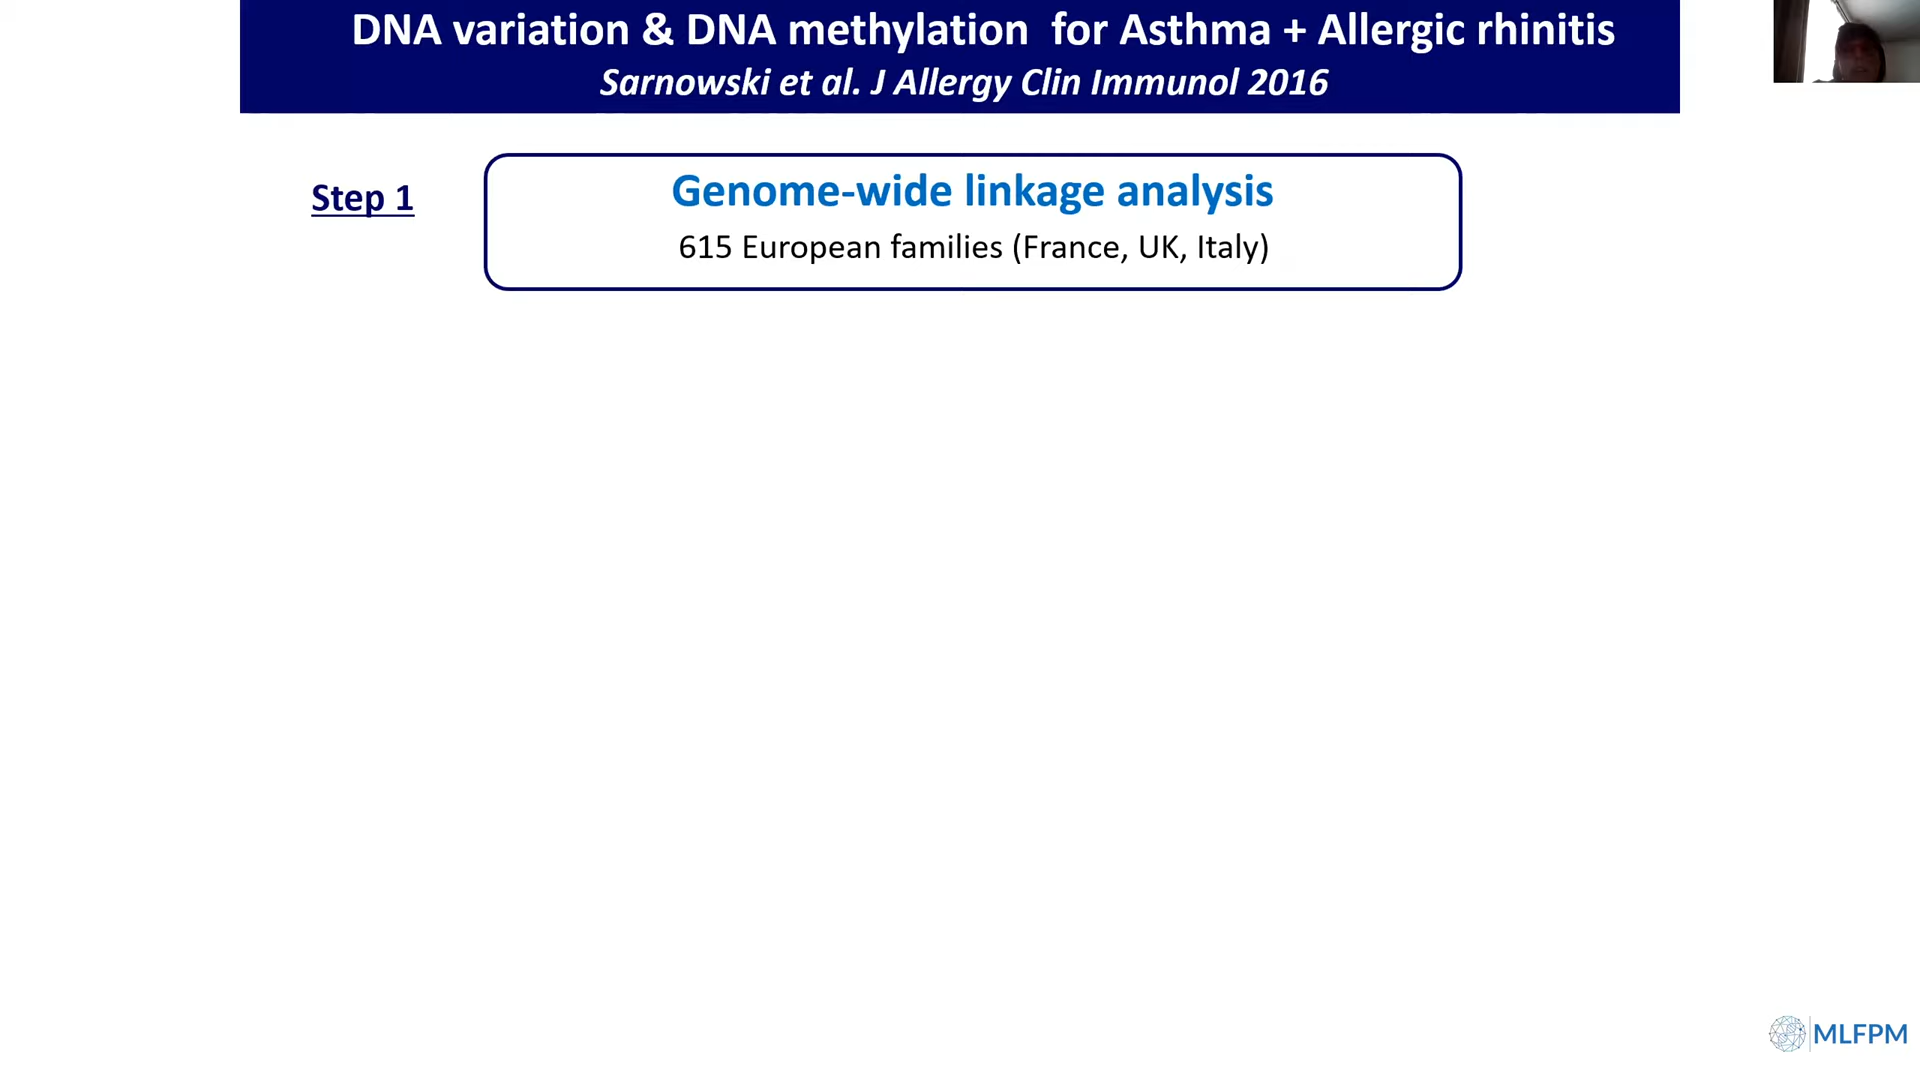 DNA variation & DNA methylation for Asthma + Allergic rhinitis
Sarnowski et al. J Allergy Clin Immunol 2016
Step 1
Genome-wide linkage analysis
615 European families (France, UK, Italy)
MLFPM